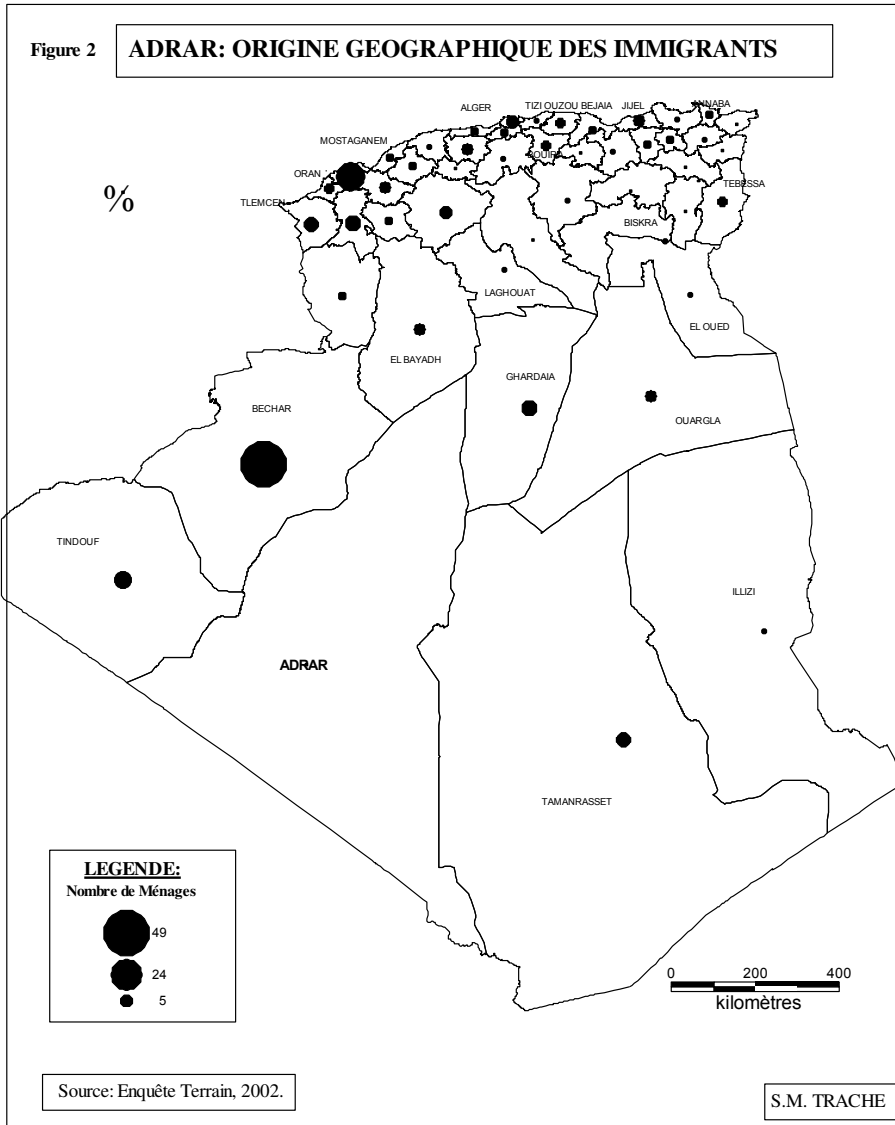 Figure 2
ADRAR: ORIGINE GEOGRAPHIQUE DES IMMIGRANTS
%
ALGER
TIZI OUZOU BEJAIA
JIJEL
ANNABA
MOSTAGANEM
BOUIRA
ORAN
TLEMCEN
TEBESSA
BISKRA
LAGHOUAT
EL OUED
EL BAYADH
GHARDAIA
BECHAR
OUARGLA
TINDOUF
ILLIZI
ADRAR
TAMANRASSET
LEGENDE:
Nombre de Ménages
49
24
5
0 200 400
kilomètres
Source: Enquête Terrain, 2002.
S.M. TRACHE